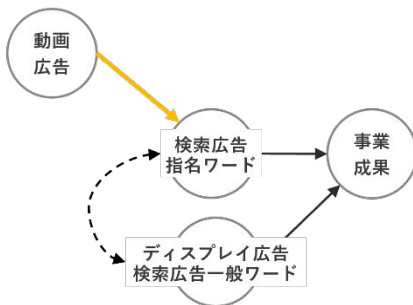 動画
広告
検索広告
指名ワード
事業
成果
ディスプレイ広告
検索広告一般ワード